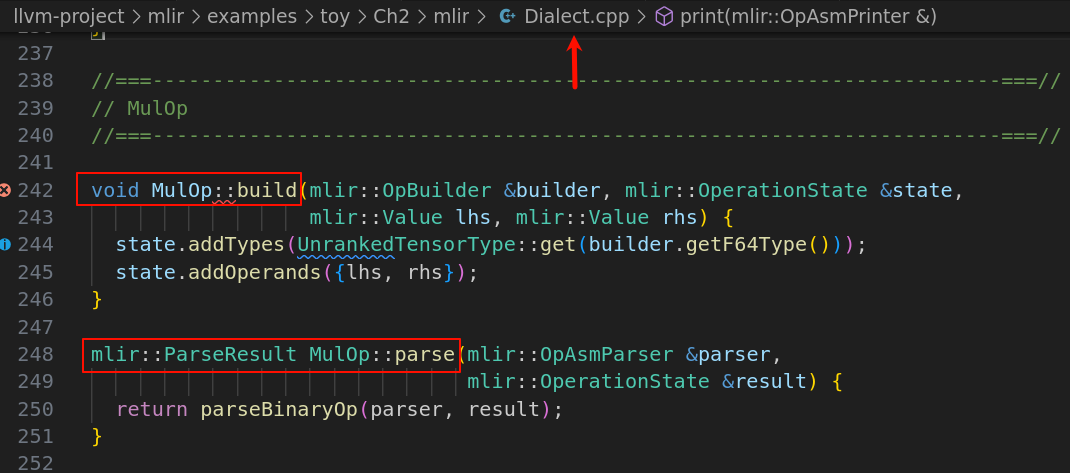 llvm-project > mlir > examples > toy > Ch2 > mlir > Dialect.cpp > print(mlir::OpAsmPrinter &)
236 }
237
238 //===----------------------------------------------------------------------===//
239 // MulOp
240 //===----------------------------------------------------------------------===//
241
242 void MulOp::build(mlir::OpBuilder &builder, mlir::OperationState &state,
243 mlir::Value lhs, mlir::Value rhs) {
244 state.addTypes(UnrankedTensorType::get(builder.getF64Type()));
245 state.addOperands({lhs, rhs});
246 }
247
248 mlir::ParseResult MulOp::parse(mlir::OpAsmParser &parser,
249 mlir::OperationState &result) {
250 return parseBinaryOp(parser, result);
251 }
252